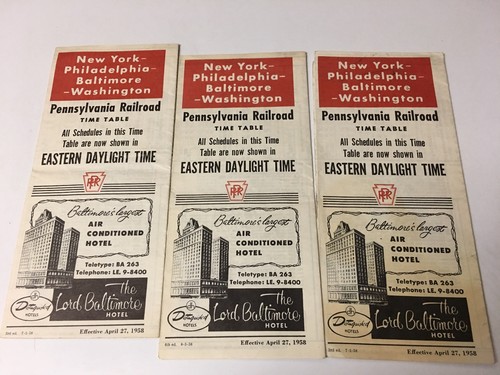 New York-
Philadelphia-
Baltimore
-Washington
Pennsylvania Railroad
TIME TABLE
All Schedules in this Time
Table are now shown in
EASTERN DAYLIGHT TIME
PRR
Baltimore's largest
AIR
CONDITIONED
HOTEL
Teletype: BA 263
Telephone: LE. 9-8400
The
Lord Baltimore
HOTEL
HOTELS
Effective April 27, 1958
New York-
Philadelphia-
Baltimore
-Washington
Pennsylvania Railroad
TIME TABLE
All Schedules in this Time
Table are now shown in
EASTERN DAYLIGHT TIME
PRR
Baltimore's largest
AIR
CONDITIONED
HOTEL
Teletype: BA 263
Telephone: LE. 9-8400
The
Lord Baltimore
HOTEL
HOTELS
Effective April 27, 1958
New York-
Philadelphia-
Baltimore
-Washington
Pennsylvania Railroad
TIME TABLE
All Schedules in this Time
Table are now shown in
EASTERN DAYLIGHT TIME
PRR
Baltimore's largest
AIR
CONDITIONED
HOTEL
Teletype: BA 263
Telephone: LE. 9-8400
The
Lord Baltimore
HOTEL
HOTELS
Effective April 27, 1958